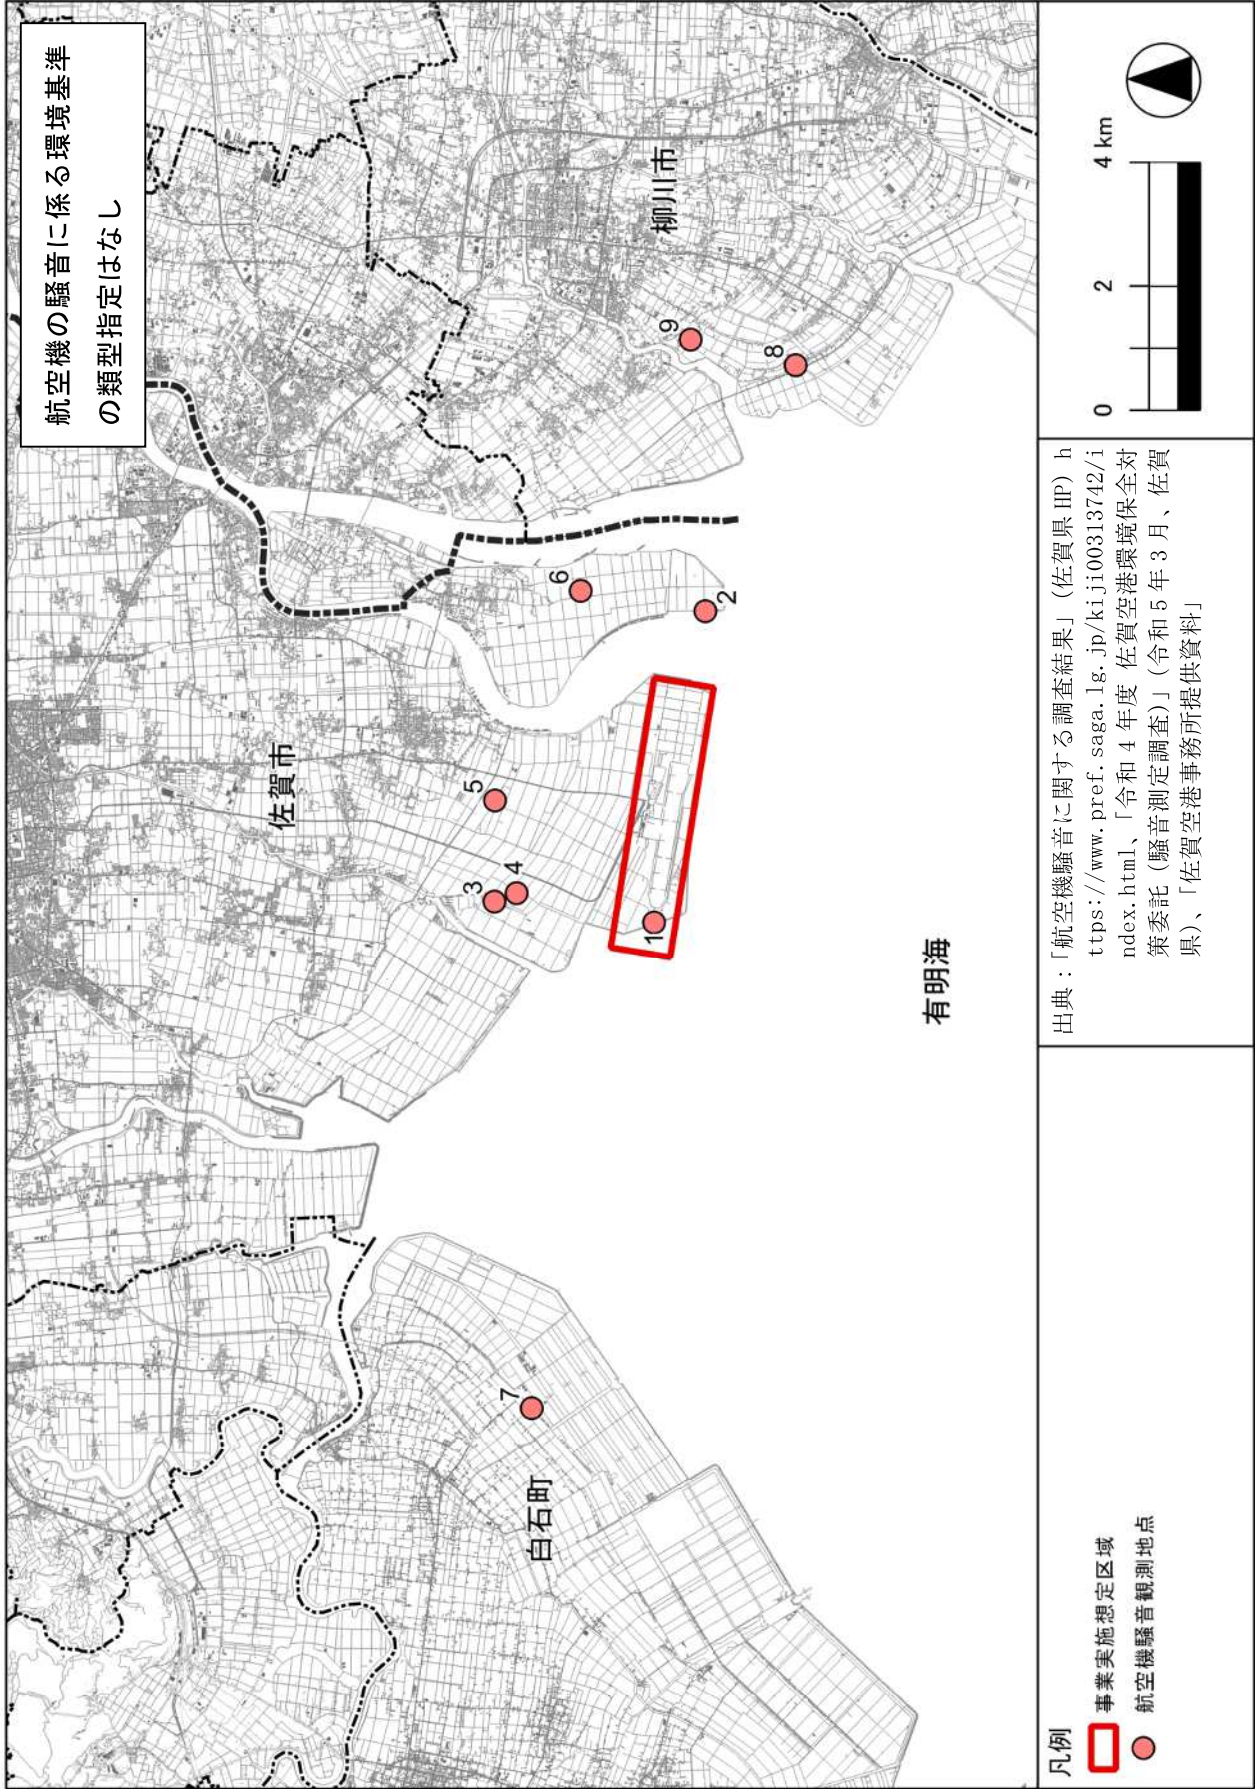 航空機の騒音に係る環境基準
の類型指定はなし
佐賀市
柳川市
白石町
有明海
1
2
3
4
5
6
7
8
9
凡例
事業実施想定区域
航空機騒音観測地点
出典：「航空機騒音に関する調査結果」（佐賀県 HP）h
ttps://www.pref.saga.lg.jp/kiji00313742/i
ndex.html、「令和 4 年度 佐賀空港環境保全対
策委託（騒音測定調査）」（令和 5 年 3 月、佐賀
県）、「佐賀空港事務所提供資料」
0 2 4 km